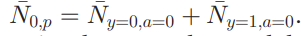 N̄₀,ₚ = N̄_{y=0,a=0} + N̄_{y=1,a=0}.